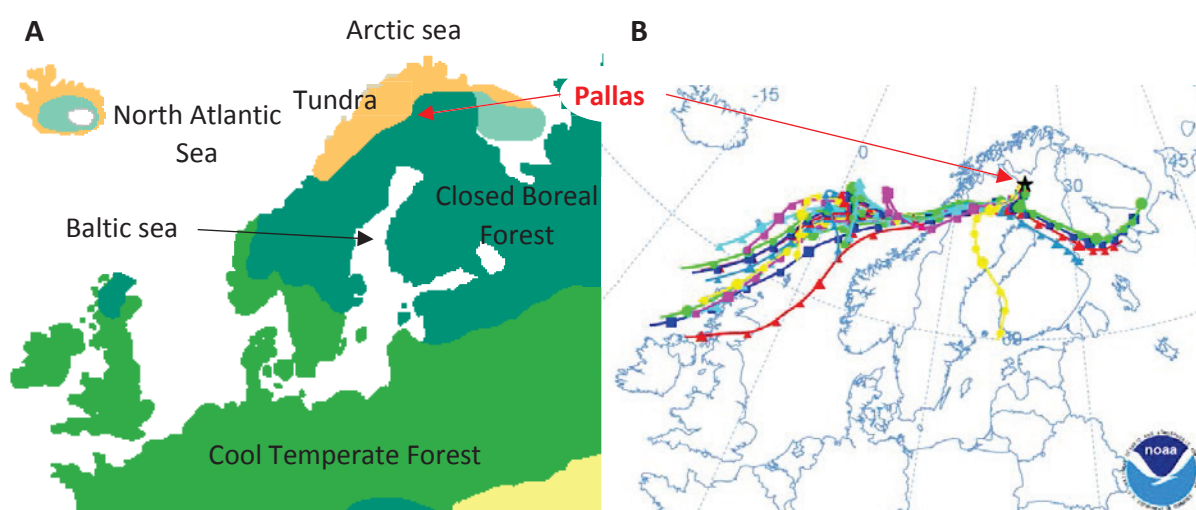 A
Arctic sea
B
Pallas
Tundra
North Atlantic
Sea
Closed Boreal
Forest
Baltic sea
Cool Temperate Forest
-15
0
30
45
60
noaa